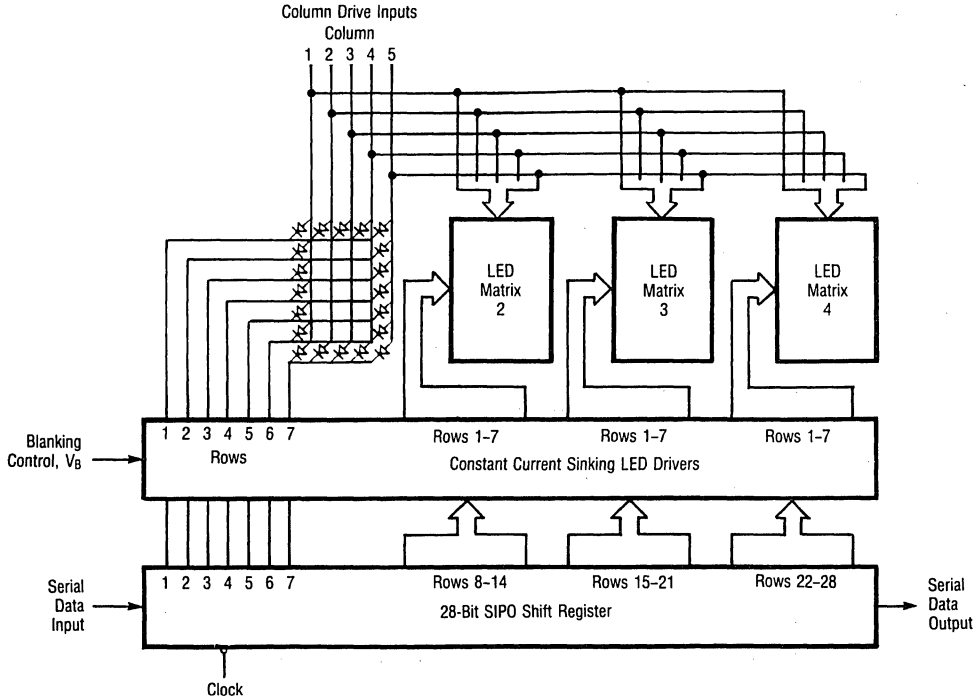 Column Drive Inputs
Column
1 2 3 4 5
LED
Matrix
2
LED
Matrix
3
LED
Matrix
4
1 2 3 4 5 6 7
Rows
Rows 1–7
Rows 1–7
Rows 1–7
Blanking
Control, VB
Constant Current Sinking LED Drivers
1 2 3 4 5 6 7
Rows 8–14
Rows 15–21
Rows 22–28
Serial
Data
Input
28-Bit SIPO Shift Register
Serial
Data
Output
Clock